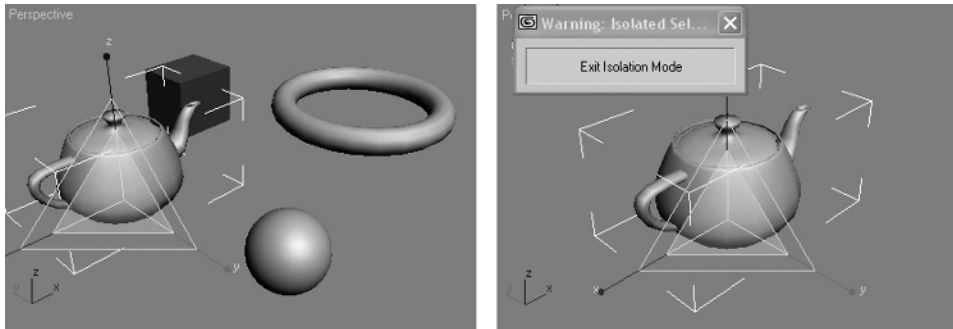 Perspective
z
y
z
y
x
Warning: Isolated Sel...
Exit Isolation Mode
x
y
z
y
x